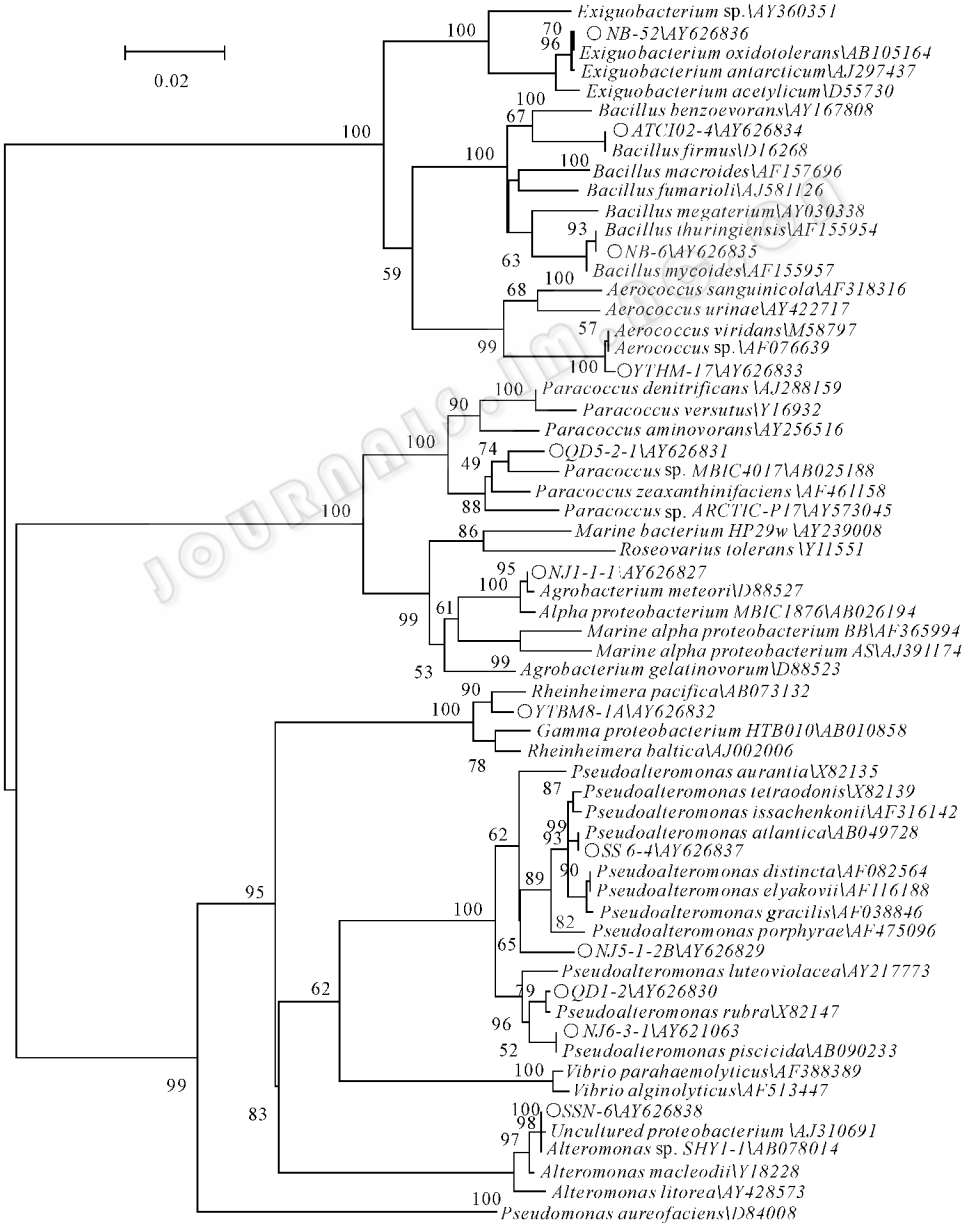 Exiguobacterium sp.\AY360351
100
70
○NB-52\AY626836
96
Exiguobacterium oxidotolerans\AB105164
0.02
Exiguobacterium antarcticum\AJ297437
Exiguobacterium acetylicum\D55730
100
Bacillus benzoevorans\AY167808
67
100
○ATCI02-4\AY626834
Bacillus firmus\D16268
100
100
Bacillus macroides\AF157696
Bacillus fumarioli\AJ581126
Bacillus megaterium\AY030338
93
Bacillus thuringiensis\AF155954
63
○NB-6\AY626835
59
Bacillus mycoides\AF155957
100
Aerococcus sanguinicola\AF318316
68
Aerococcus urinae\AY422717
57
Aerococcus viridans\M58797
99
Aerococcus sp.\AF076639
100
○YTHM-17\AY626833
100
Paracoccus denitrificans\AJ288159
90
Paracoccus versutus\Y16932
100
Paracoccus aminovorans\AY256516
74
○QD5-2-1\AY626831
49
Paracoccus sp. MBIC4017\AB025188
Paracoccus zeaxanthinifaciens\AF461158
88
100
Paracoccus sp. ARCTIC-P17\AY573045
86
Marine bacterium HP29w\AY239008
Roseovarius tolerans\Y11551
95
○NJ1-1-1\AY626827
100
Agrobacterium meteori\D88527
99
61
Alpha proteobacterium MBIC1876\AB026194
Marine alpha proteobacterium BB\AF365994
Marine alpha proteobacterium AS\AJ391174
53
99
Agrobacterium gelatinovorum\D88523
90
Rheinheimera pacifica\AB073132
100
○YTBM8-1A\AY626832
Gamma proteobacterium HTB010\AB010858
Rheinheimera baltica\AJ002006
78
Pseudoalteromonas aurantia\X82135
87
Pseudoalteromonas tetraodonis\X82139
Pseudoalteromonas issachenkonii\AF316142
99
62
93
Pseudoalteromonas atlantica\AB049728
○SS 6-4\AY626837
90
Pseudoalteromonas distincta\AF082564
95
89
Pseudoalteromonas elyakovii\AF116188
100
Pseudoalteromonas gracilis\AF038846
82
Pseudoalteromonas porphyrae\AF475096
65
○NJ5-1-2B\AY626829
Pseudoalteromonas luteoviolacea\AY217773
62
79
○QD1-2\AY626830
Pseudoalteromonas rubra\X82147
96
○NJ6-3-1\AY621063
52
Pseudoalteromonas piscicida\AB090233
99
100
Vibrio parahaemolyticus\AF388389
Vibrio alginolyticus\AF513447
83
100
○SSN-6\AY626838
98
Uncultured proteobacterium\AJ310691
97
Alteromonas sp. SHY1-1\AB078014
Alteromonas macleodii\Y18228
Alteromonas litorea\AY428573
100
Pseudomonas aureofaciens\D84008
JOURNALS.IM.AC.CN